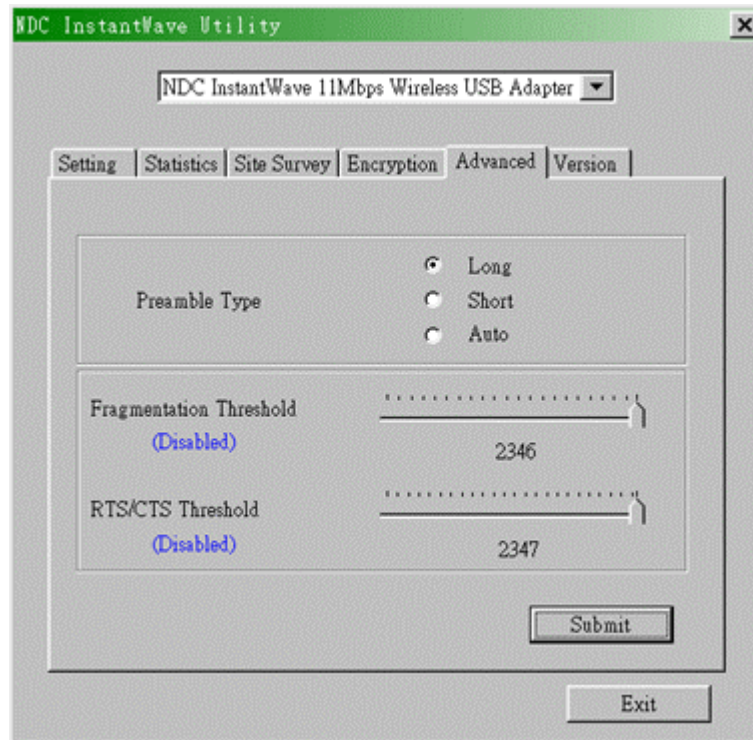 NDC InstantWave Utility
NDC InstantWave 11Mbps Wireless USB Adapter
Setting Statistics Site Survey Encryption Advanced Version
Preamble Type
Long
Short
Auto
Fragmentation Threshold
(Disabled)
2346
RTS/CTS Threshold
(Disabled)
2347
Submit
Exit